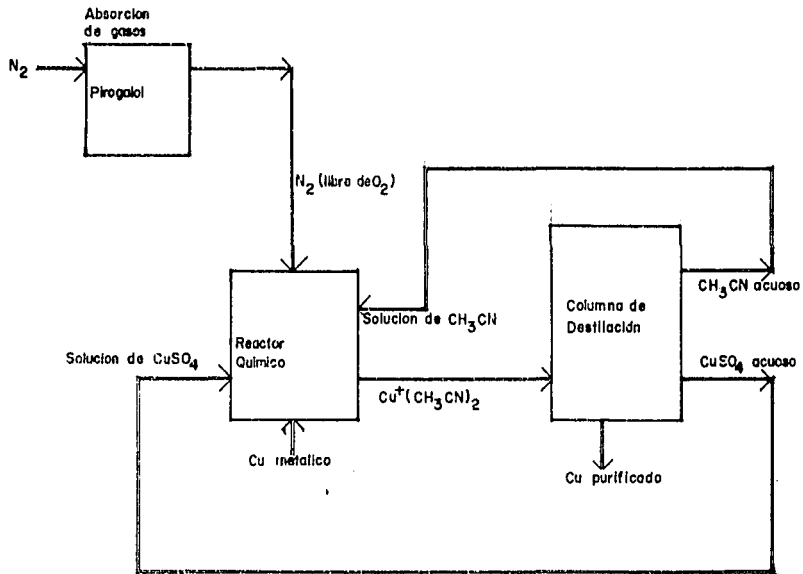 Absorcion
de gasos
N2
Pirogalol
N2 (libre de O2)
Solucion de CH3CN
CH3CN acuoso
Columna de
Destilación
Reactor
Quimico
Solucion de CuSO4
CuSO4 acuoso
Cu+(CH3CN)2
Cu metalico
Cu purificado